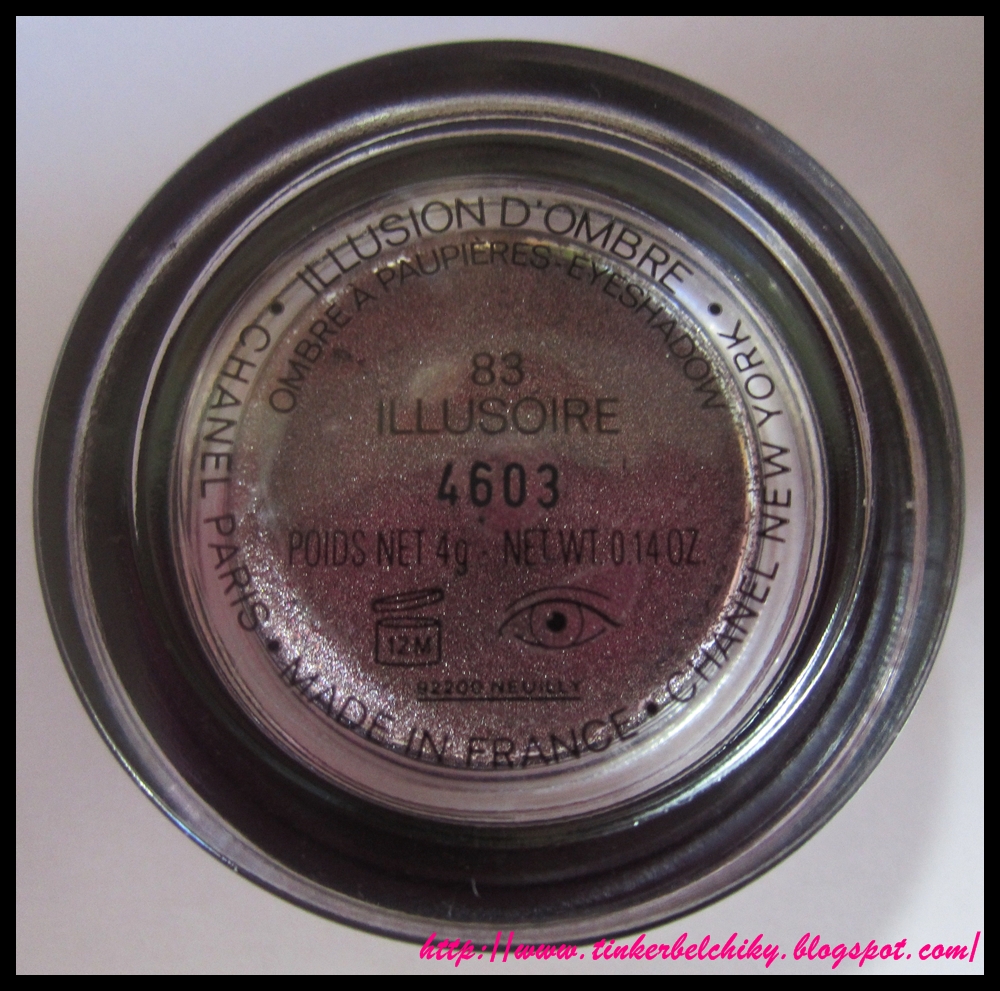 ILLUSION D'OMBRE
OMBRE À PAUPIÈRES-EYESHADOW
83
ILLUSOIRE
4603
POIDS NET 4g · NET.WT. 0.14 OZ.
12M
92200 NEUILLY
• CHANEL PARIS • MADE IN FRANCE • CHANEL NEW YORK •
http://www.tinkerbelchiky.blogspot.com/